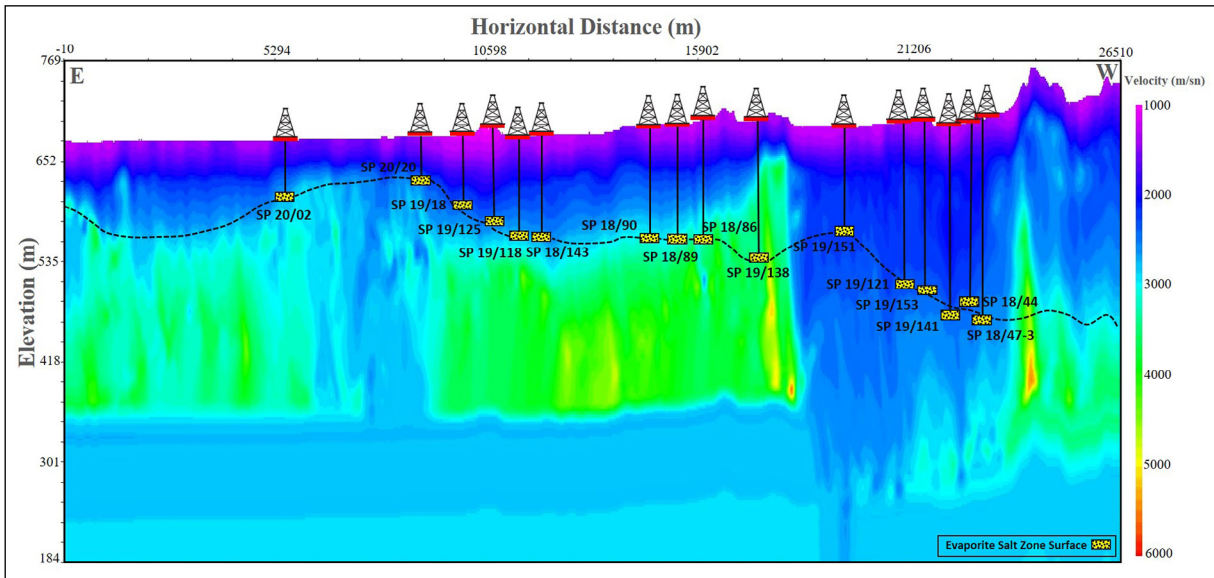 Horizontal Distance (m)
-10 5294 10598 15902 21206 26510
769
E
W
Velocity (m/sn)
1000
652
SP 20/20
2000
SP 20/02
SP 19/18
SP 19/125
SP 19/118
SP 18/143
SP 18/90
SP 18/89
SP 18/86
SP 19/138
SP 19/151
535
Elevation (m)
3000
SP 19/121
SP 19/153
SP 19/141
SP 18/44
SP 18/47-3
418
4000
301
5000
Evaporite Salt Zone Surface
184
6000